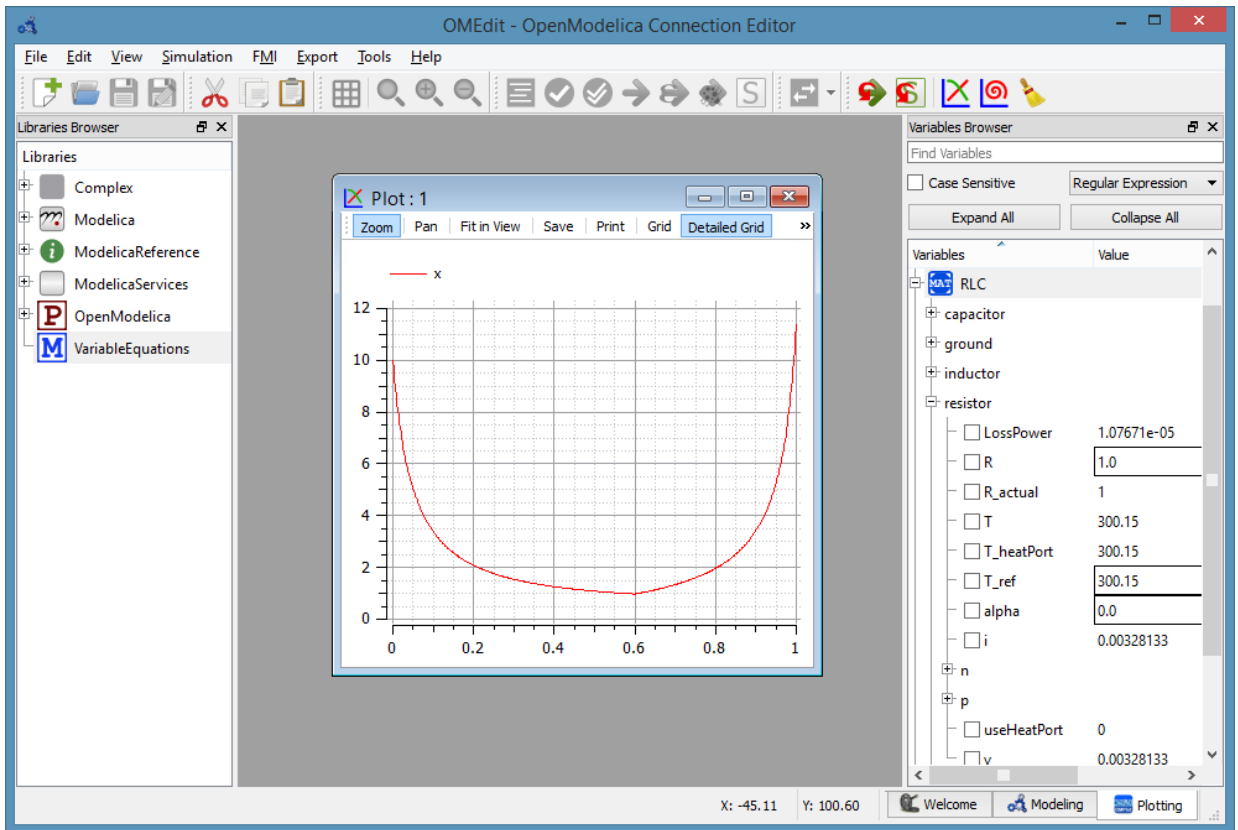 OMEdit - OpenModelica Connection Editor
File Edit View Simulation FMI Export Tools Help
S S
Libraries Browser
Libraries
Complex
Modelica
i ModelicaReference
ModelicaServices
P OpenModelica
M VariableEquations
Plot : 1
Zoom Pan Fit in View Save Print Grid Detailed Grid »
x
12
10
8
6
4
2
0
0 0.2 0.4 0.6 0.8 1
Variables Browser
Find Variables
Case Sensitive Regular Expression
Expand All Collapse All
Variables Value
MAT RLC
capacitor
ground
inductor
resistor
LossPower 1.07671e-05
R 1.0
R_actual 1
T 300.15
T_heatPort 300.15
T_ref 300.15
alpha 0.0
i 0.00328133
n
p
useHeatPort 0
v 0.00328133
X: -45.11 Y: 100.60 Welcome Modeling Plotting